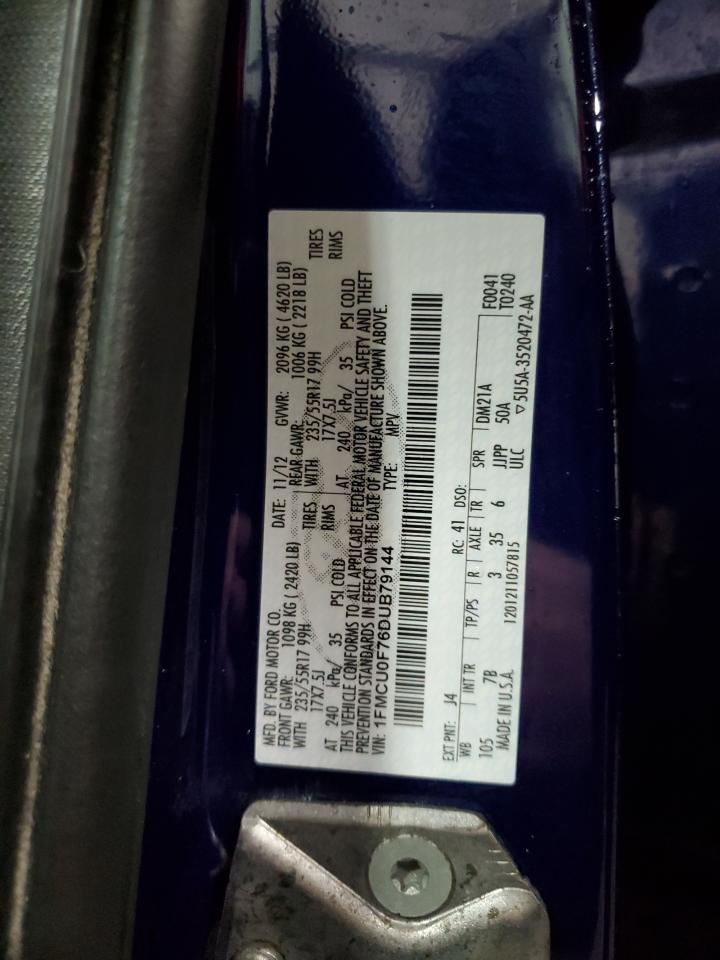 MFD. BY FORD MOTOR CO. DATE: 11/12 GVWR: 2096 KG ( 4620 LB)
FRONT GAWR: 1098 KG ( 2420 LB) REAR GAWR: 1006 KG ( 2218 LB)
WITH 235/55R17 99H TIRES WITH 235/55R17 99H TIRES
17X7.5J RIMS 17X7.5J RIMS
AT 240 kPa/ 35 PSI COLD AT 240 kPa/ 35 PSI COLD
THIS VEHICLE CONFORMS TO ALL APPLICABLE FEDERAL MOTOR VEHICLE SAFETY AND THEFT
PREVENTION STANDARDS IN EFFECT ON THE DATE OF MANUFACTURE SHOWN ABOVE.
VIN: 1FMCU0F76DUB79144 TYPE: MPV
EXT PNT: J4 RC: 41 DSO: F0041
WB INT TR TP/PS R AXLE TR SPR DM21A T0240
105 7B 3 35 6 JJPP 50A
MADE IN U.S.A. 1201211057815 ULC ▽5U5A-3520472-AA